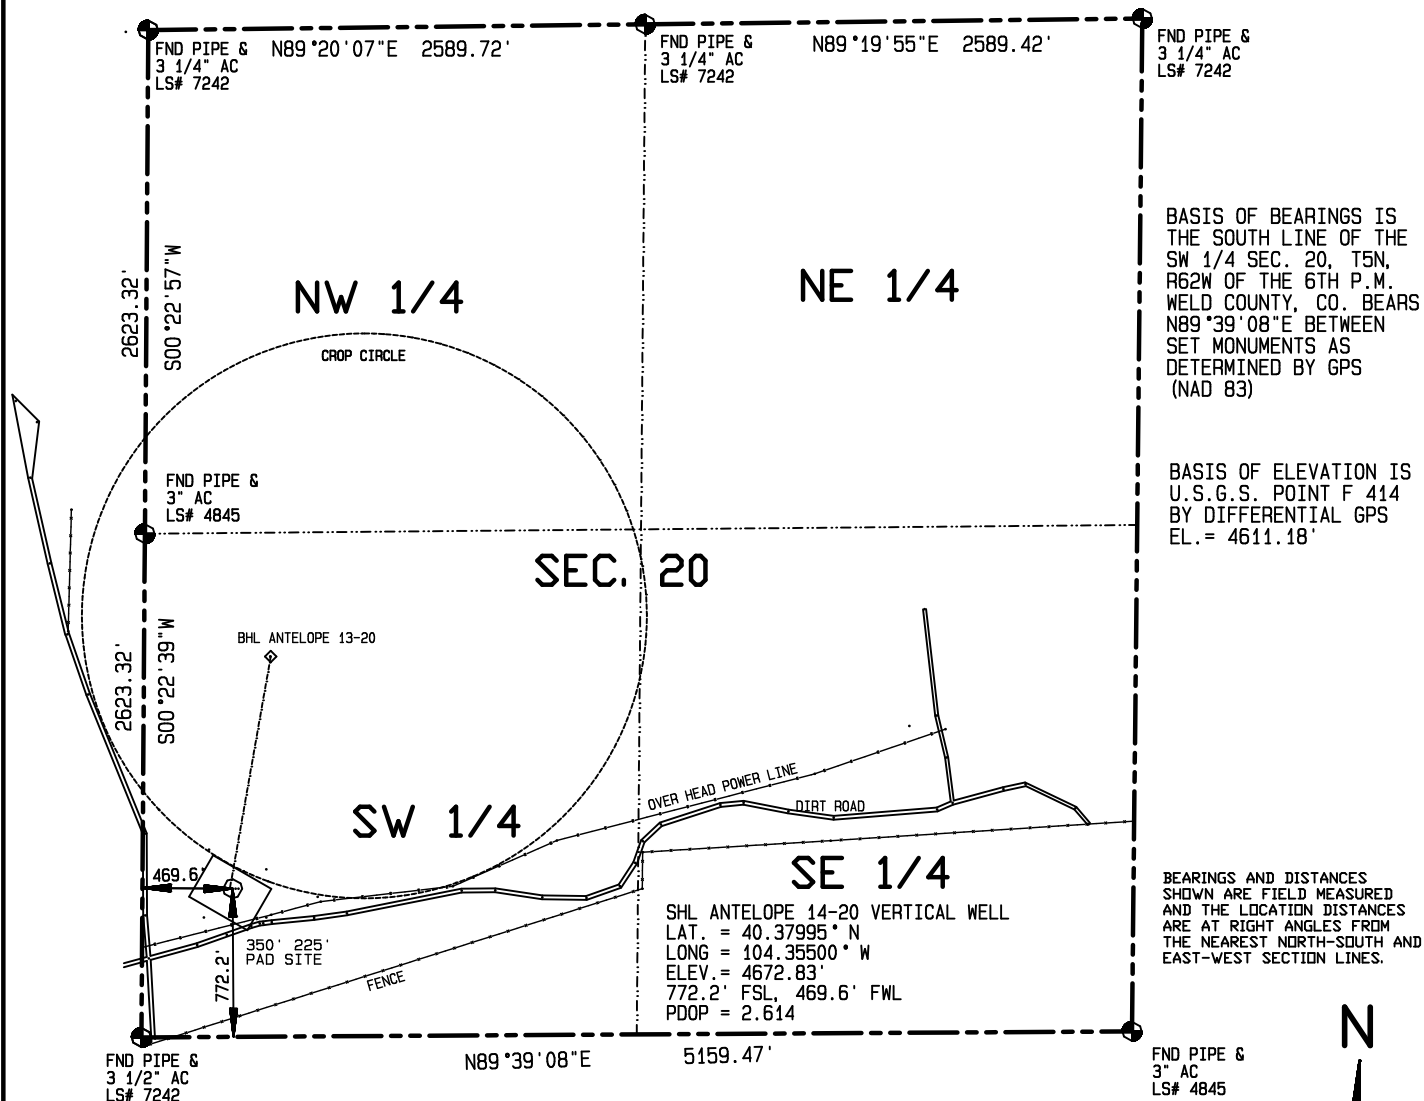 FND PIPE &
3 1/4" AC
LS# 7242
N89°20'07"E 2589.72'
FND PIPE &
3 1/4" AC
LS# 7242
N89°19'55"E 2589.42'
FND PIPE &
3 1/4" AC
LS# 7242
2623.32'
S00°22'57"W
NW 1/4
NE 1/4
CROP CIRCLE
BASIS OF BEARINGS IS
THE SOUTH LINE OF THE
SW 1/4 SEC. 20, T5N,
R62W OF THE 6TH P.M.
WELD COUNTY, CO. BEARS
N89°39'08"E BETWEEN
SET MONUMENTS AS
DETERMINED BY GPS
(NAD 83)
FND PIPE &
3" AC
LS# 4845
BASIS OF ELEVATION IS
U.S.G.S. POINT F 414
BY DIFFERENTIAL GPS
EL.= 4611.18'
SEC. 20
BHL ANTELOPE 13-20
2623.32'
S00°22'39"W
OVER HEAD POWER LINE
DIRT ROAD
SW 1/4
SE 1/4
469.6'
772.2'
350' 225'
PAD SITE
FENCE
SHL ANTELOPE 14-20 VERTICAL WELL
LAT. = 40.37995° N
LONG = 104.35500° W
ELEV.= 4672.83'
772.2' FSL, 469.6' FWL
PDOP = 2.614
BEARINGS AND DISTANCES
SHOWN ARE FIELD MEASURED
AND THE LOCATION DISTANCES
ARE AT RIGHT ANGLES FROM
THE NEAREST NORTH-SOUTH AND
EAST-WEST SECTION LINES.
N
FND PIPE &
3 1/2" AC
LS# 7242
N89°39'08"E
5159.47'
FND PIPE &
3" AC
LS# 4845